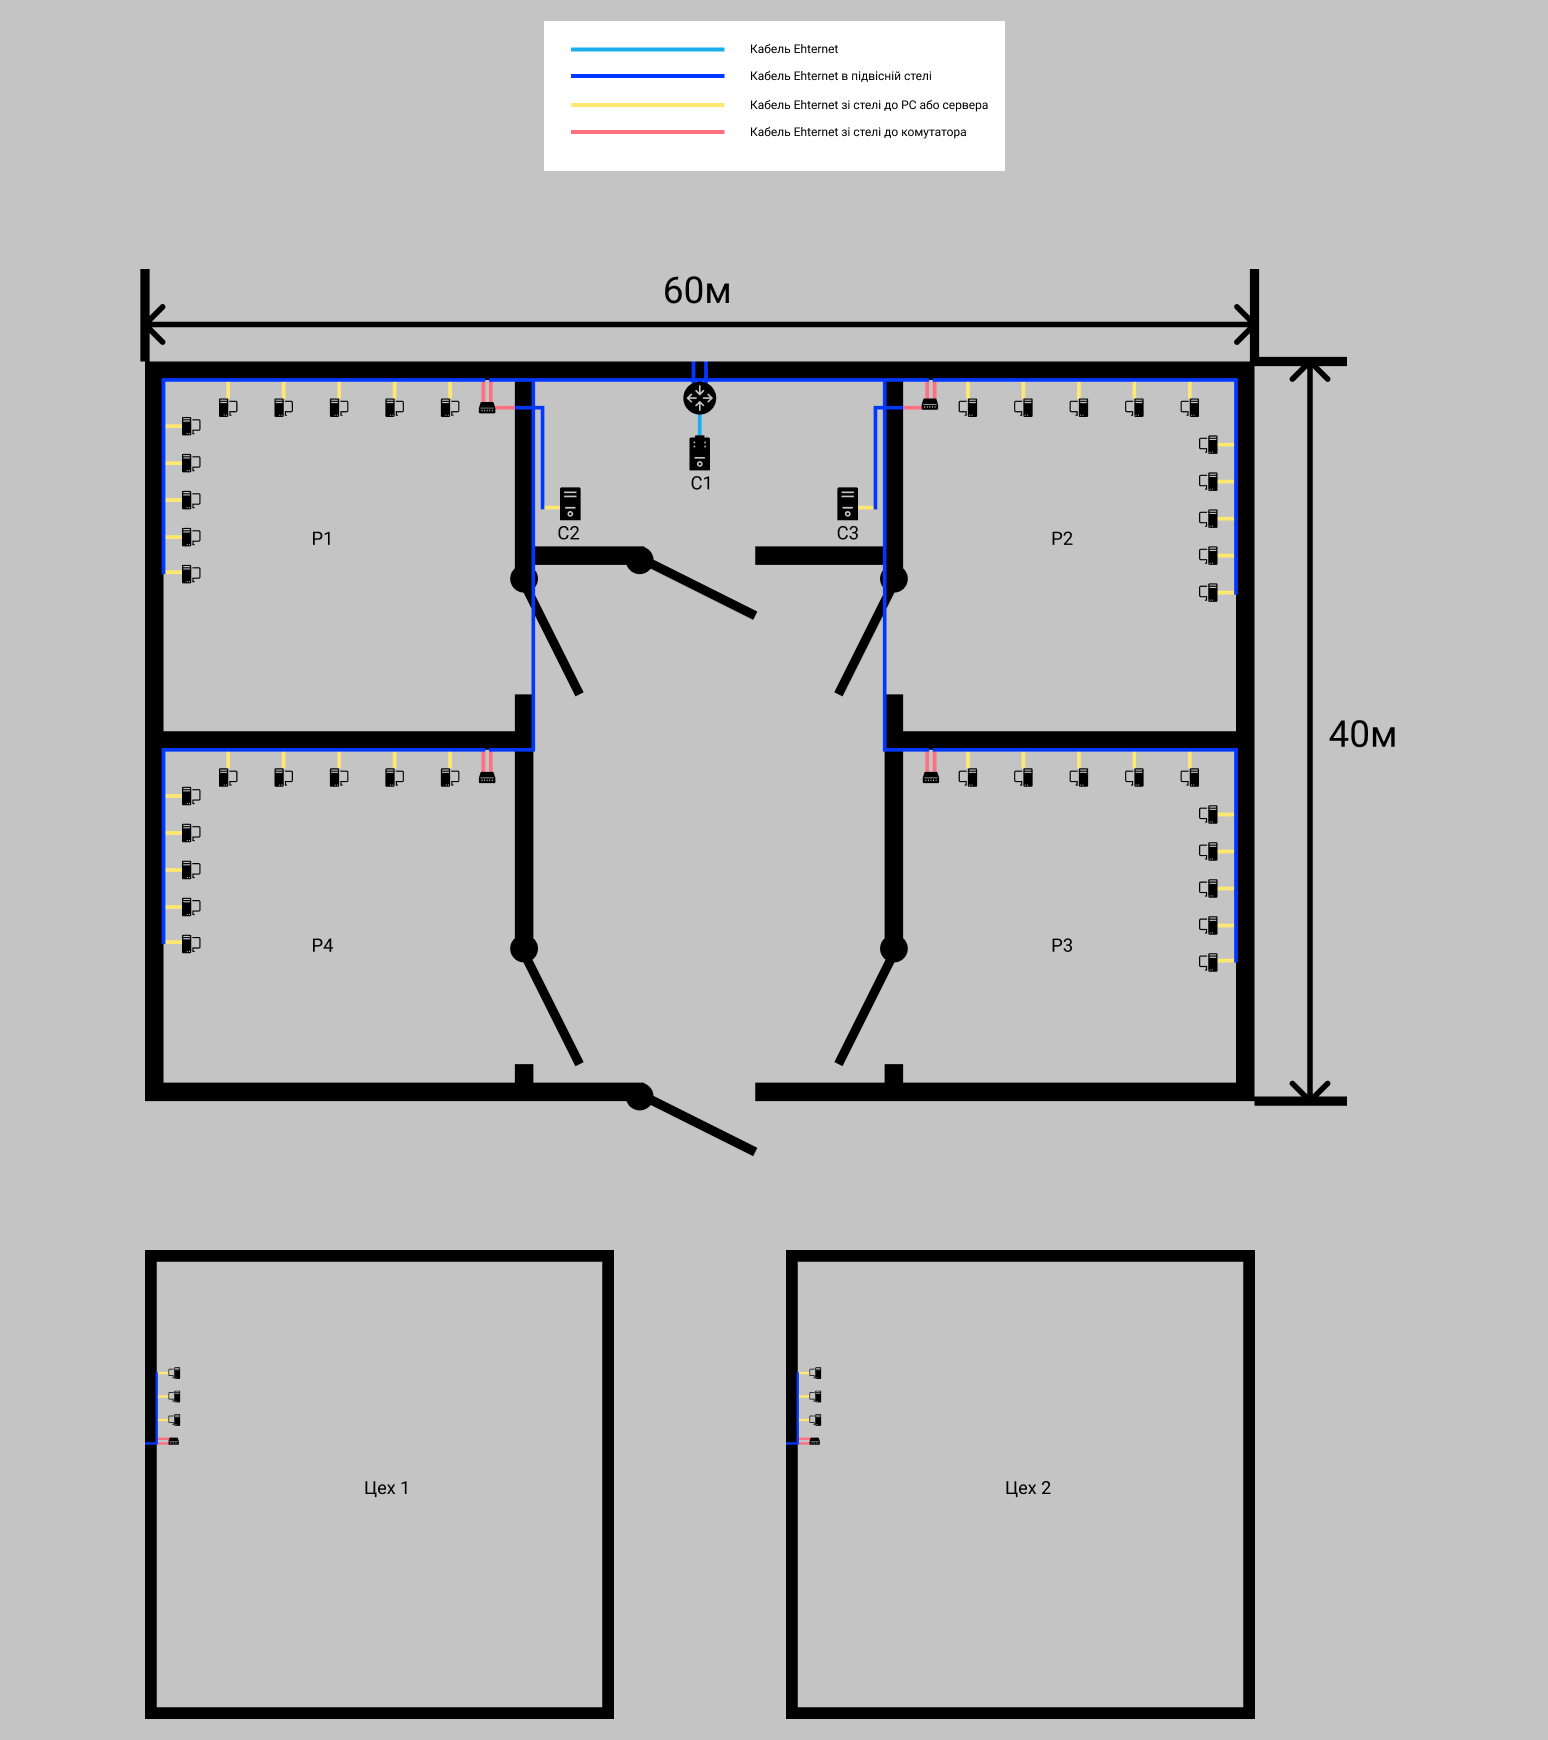 Кабель Ehternet
Кабель Ehternet в підвісній стелі
Кабель Ehternet зі стелі до PC або сервера
Кабель Ehternet зі стелі до комутатора
60м
C1
C2
C3
P1
P2
40м
P4
P3
Цех 1
Цех 2